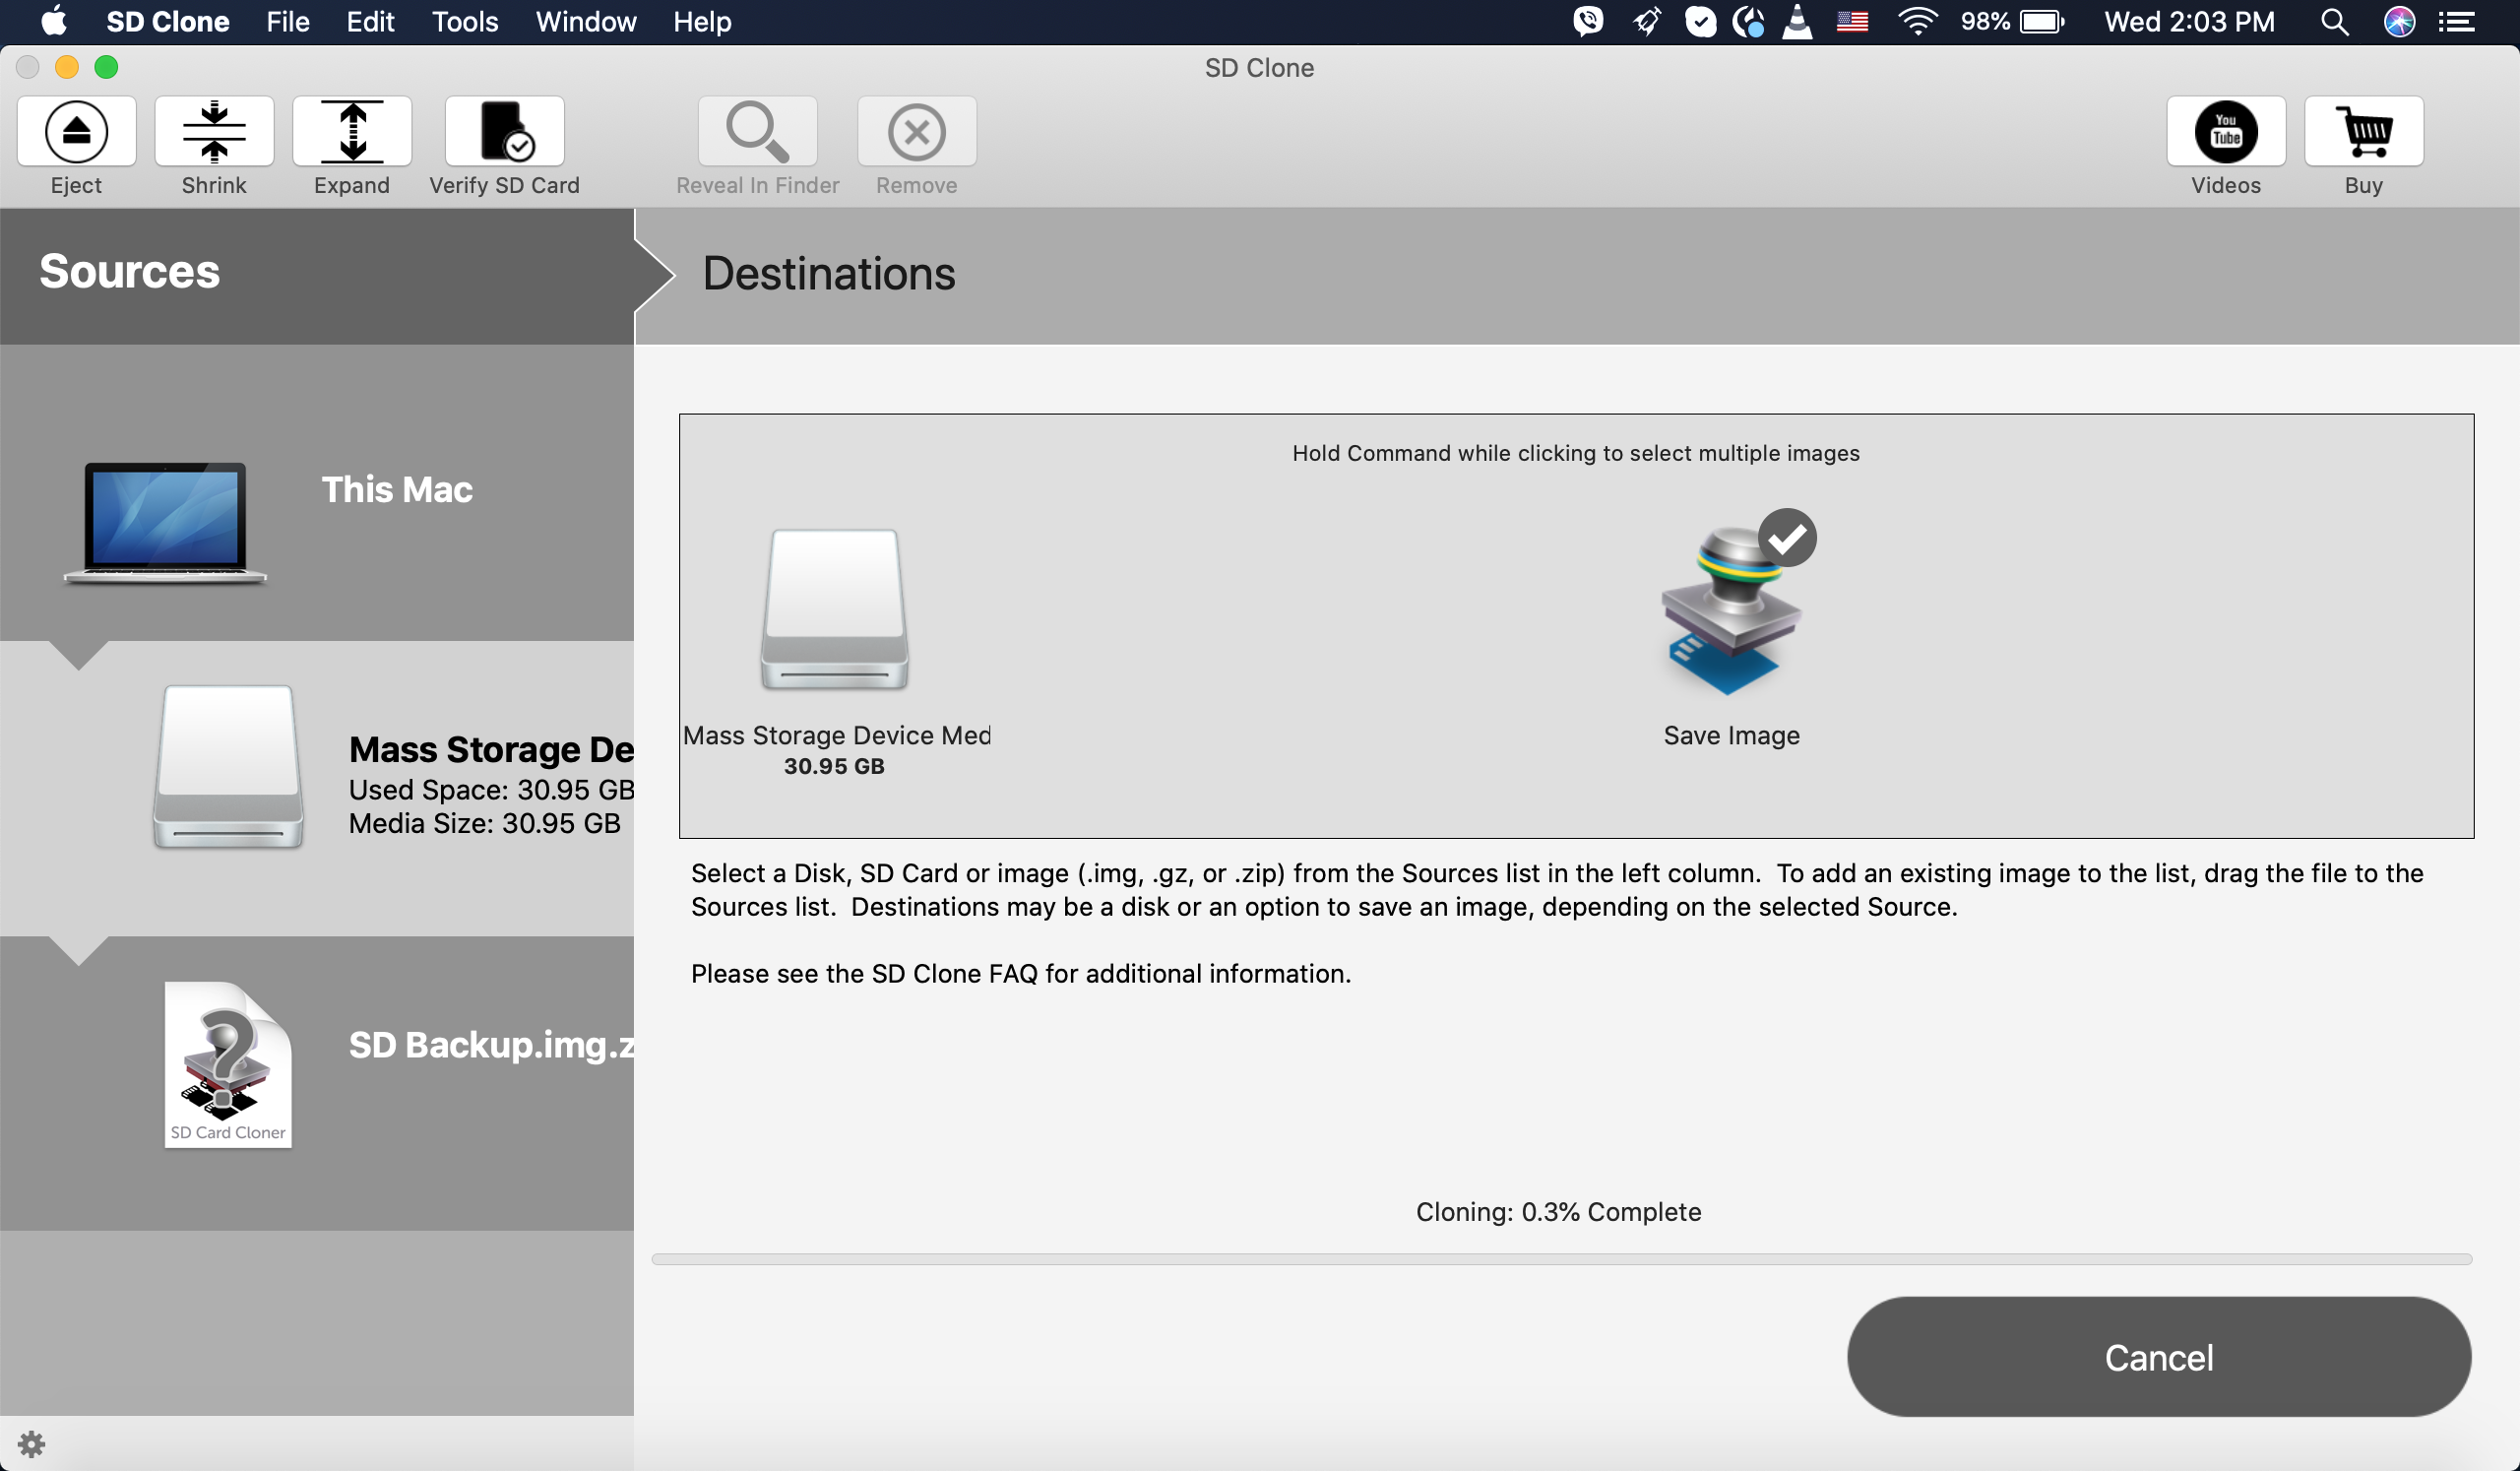 SD Clone File Edit Tools Window Help 98% Wed 2:03 PM
SD Clone
Eject Shrink Expand Verify SD Card Reveal In Finder Remove You Tube Videos Buy
Sources
Destinations
This Mac
Mass Storage De
Used Space: 30.95 GB
Media Size: 30.95 GB
SD Card Cloner
SD Backup.img.z
Hold Command while clicking to select multiple images
Mass Storage Device Med
30.95 GB
Save Image
Select a Disk, SD Card or image (.img, .gz, or .zip) from the Sources list in the left column. To add an existing image to the list, drag the file to the
Sources list. Destinations may be a disk or an option to save an image, depending on the selected Source.
Please see the SD Clone FAQ for additional information.
Cloning: 0.3% Complete
Cancel